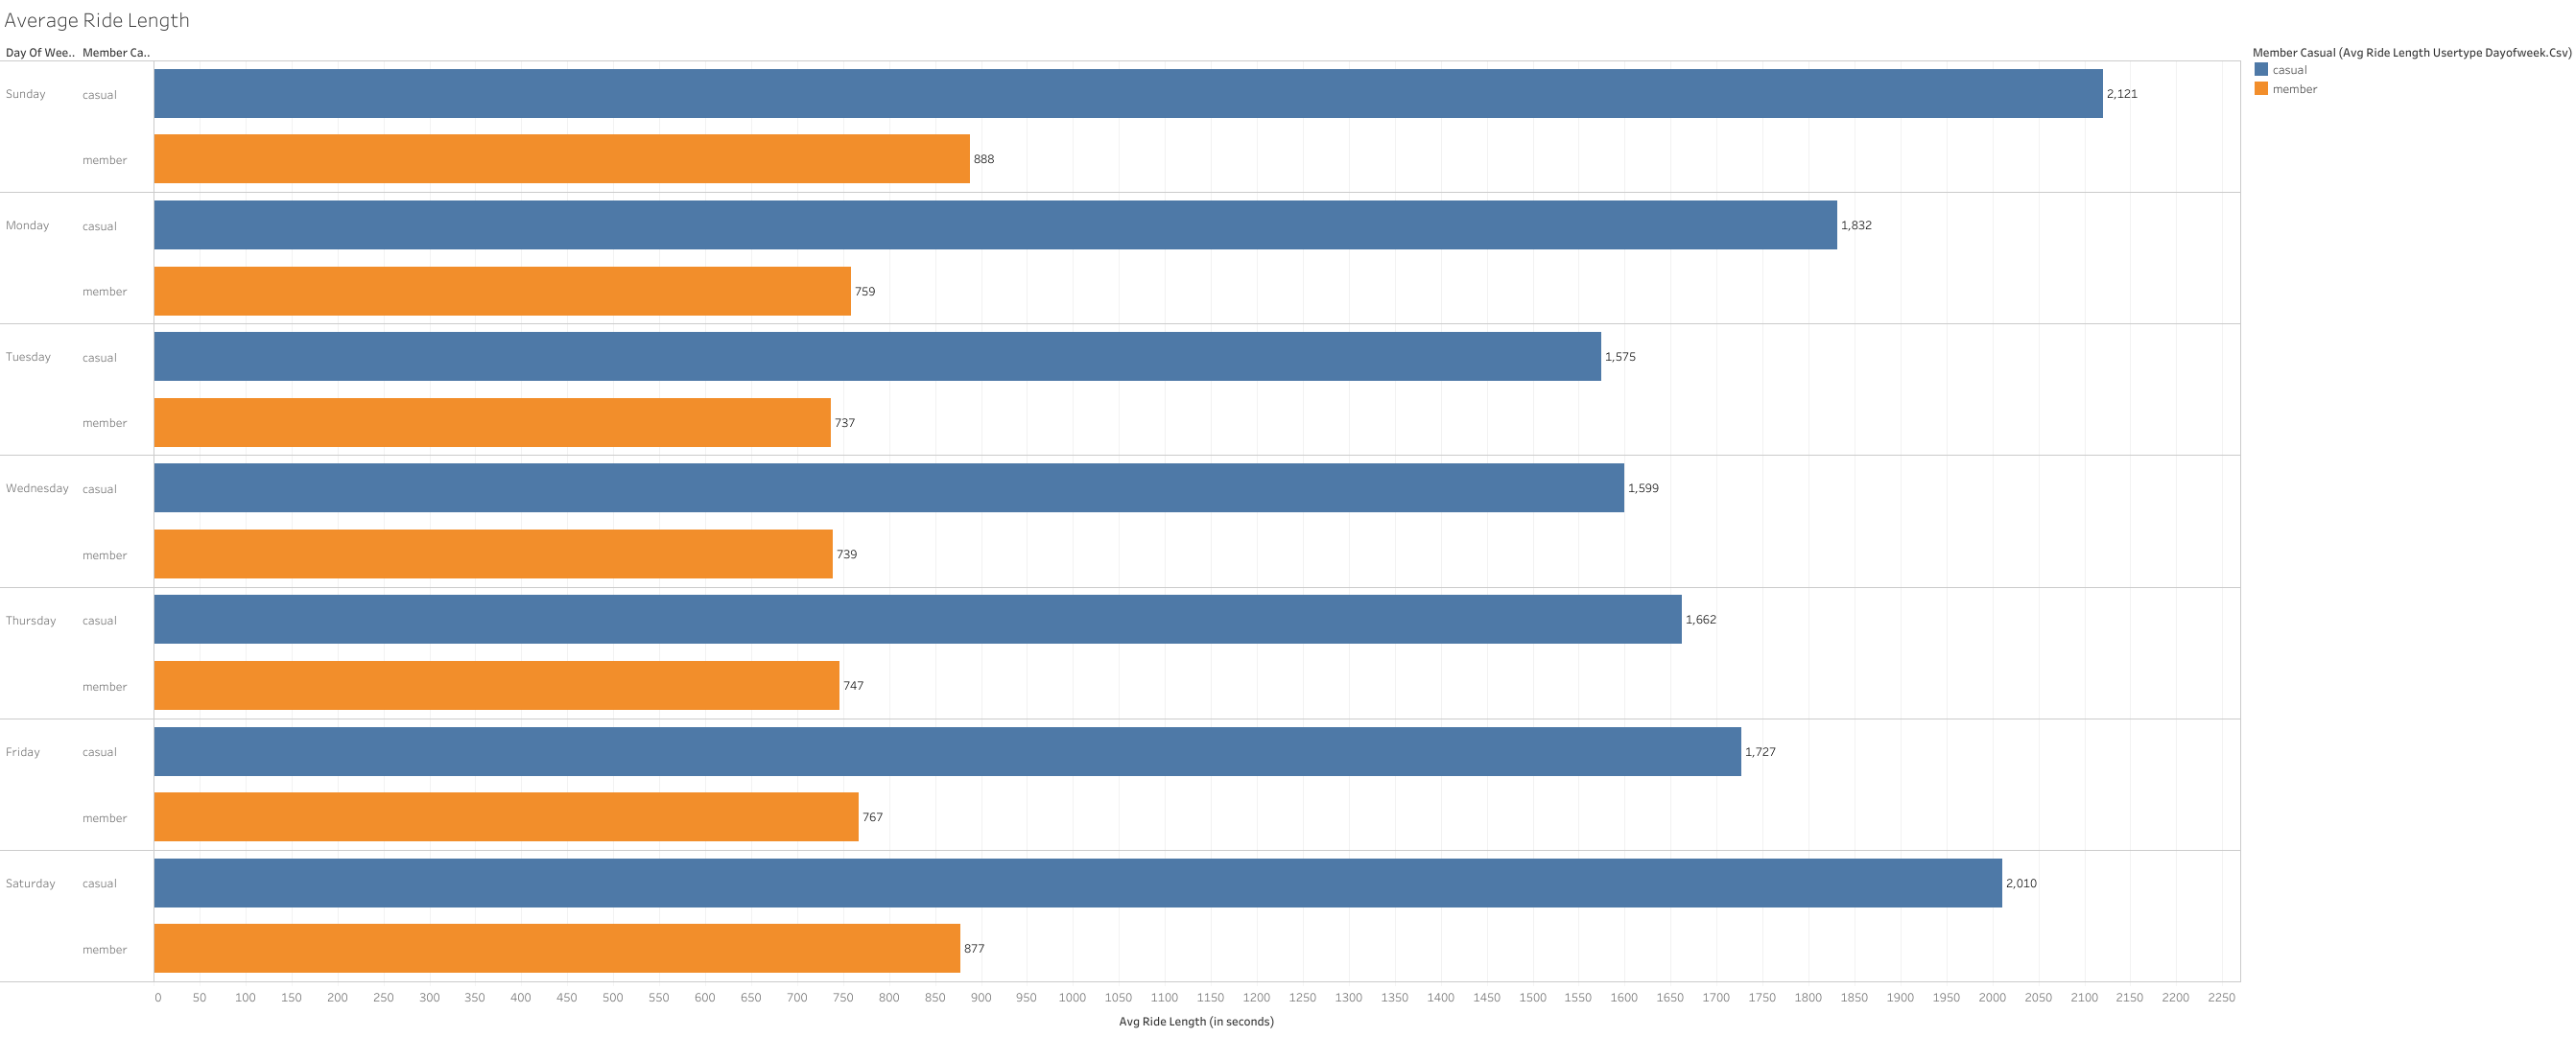 Average Ride Length
Day Of Wee.. Member Ca..
Member Casual (Avg Ride Length Usertype Dayofweek.Csv)
casual
member
Sunday casual 2,121
member 888
Monday casual 1,832
member 759
Tuesday casual 1,575
member 737
Wednesday casual 1,599
member 739
Thursday casual 1,662
member 747
Friday casual 1,727
member 767
Saturday casual 2,010
member 877
0 50 100 150 200 250 300 350 400 450 500 550 600 650 700 750 800 850 900 950 1000 1050 1100 1150 1200 1250 1300 1350 1400 1450 1500 1550 1600 1650 1700 1750 1800 1850 1900 1950 2000 2050 2100 2150 2200 2250
Avg Ride Length (in seconds)